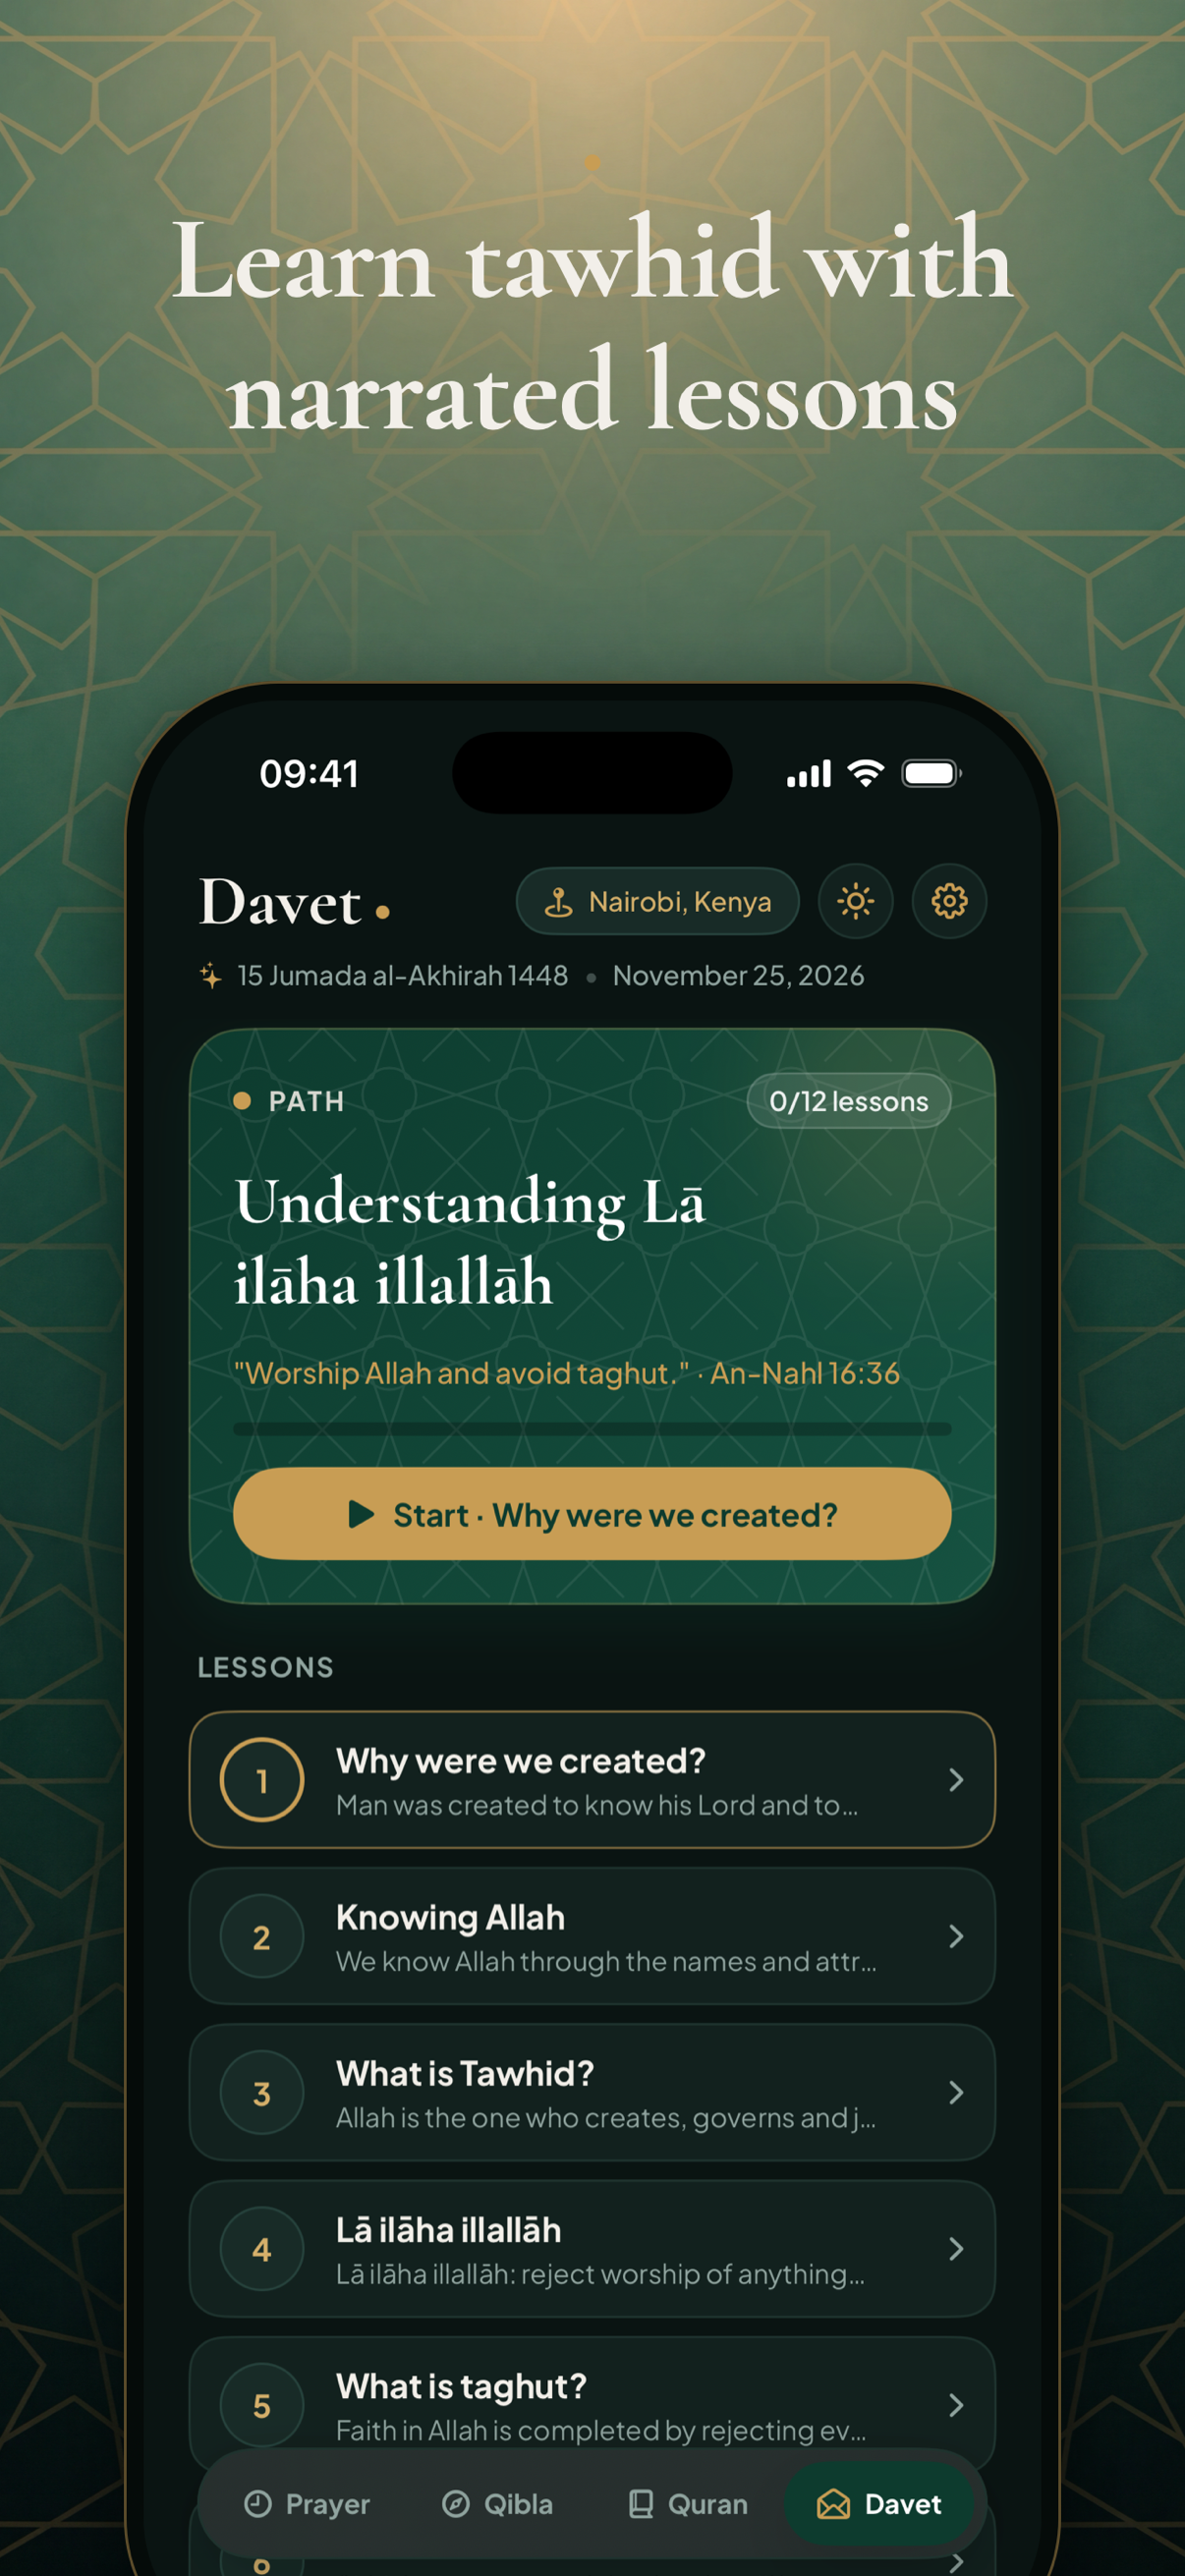 Learn tawhid with
narrated lessons
09:41
Davet
Nairobi, Kenya
15 Jumada al-Akhirah 1448 • November 25, 2026
PATH
0/12 lessons
Understanding Lā
ilāha illallāh
"Worship Allah and avoid taghut." · An-Nahl 16:36
Start · Why were we created?
LESSONS
1
Why were we created?
Man was created to know his Lord and to...
2
Knowing Allah
We know Allah through the names and attr...
3
What is Tawhid?
Allah is the one who creates, governs and j...
4
Lā ilāha illallāh
Lā ilāha illallāh: reject worship of anything...
5
What is taghut?
Faith in Allah is completed by rejecting ev...
Prayer
Qibla
Quran
Davet
6